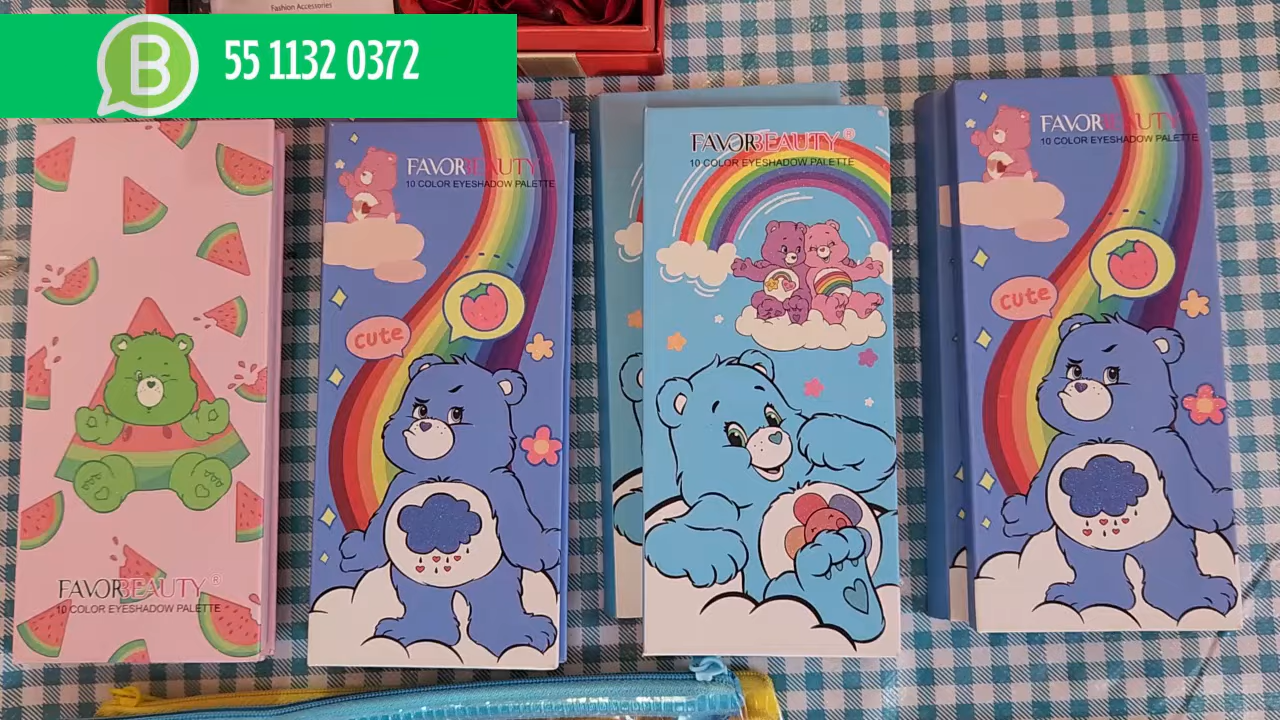 Fashion Accessories
B 55 1132 0372
FAVORBEAUTY®
10 COLOR EYESHADOW PALETTE
FAVORBEAUTY
10 COLOR EYESHADOW PALETTE
cute
FAVORBEAUTY®
10 COLOR EYESHADOW PALETTE
FAVORBEAUTY
10 COLOR EYESHADOW PALETTE
cute